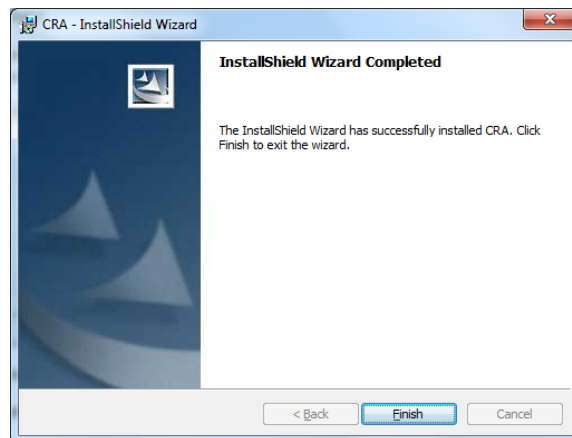 CRA - InstallShield Wizard
InstallShield Wizard Completed
The InstallShield Wizard has successfully installed CRA. Click
Finish to exit the wizard.
< Back
Finish
Cancel